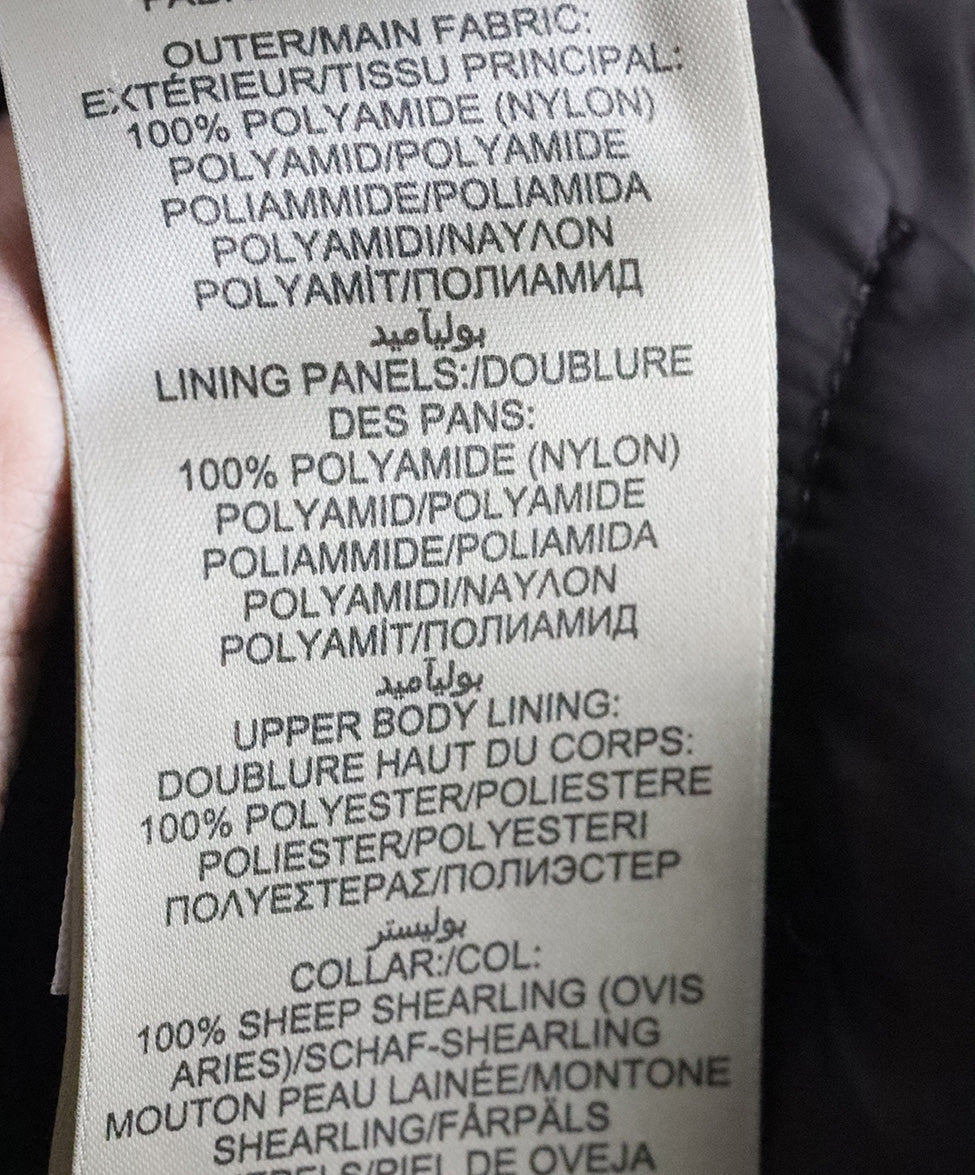 OUTER/MAIN FABRIC:
EXTÉRIEUR/TISSU PRINCIPAL:
100% POLYAMIDE (NYLON)
POLYAMID/POLYAMIDE
POLIAMMIDE/POLIAMIDA
POLYAMIDI/ΝΑΥΛΟΝ
POLYAMİT/ПОЛИАМИД
بوليآميد
LINING PANELS:/DOUBLURE
DES PANS:
100% POLYAMIDE (NYLON)
POLYAMID/POLYAMIDE
POLIAMMIDE/POLIAMIDA
POLYAMIDI/ΝΑΥΛΟΝ
POLYAMİT/ПОЛИАМИД
بوليآميد
UPPER BODY LINING:
DOUBLURE HAUT DU CORPS:
100% POLYESTER/POLIESTERE
POLIESTER/POLYESTERI
ΠΟΛΥΕΣΤΕΡΑΣ/ПОЛИЭСТЕР
بوليستر
COLLAR:/COL:
100% SHEEP SHEARLING (OVIS
ARIES)/SCHAF-SHEARLING
MOUTON PEAU LAINÉE/MONTONE
SHEARLING/FÅRPÄLS
DE OVEJA